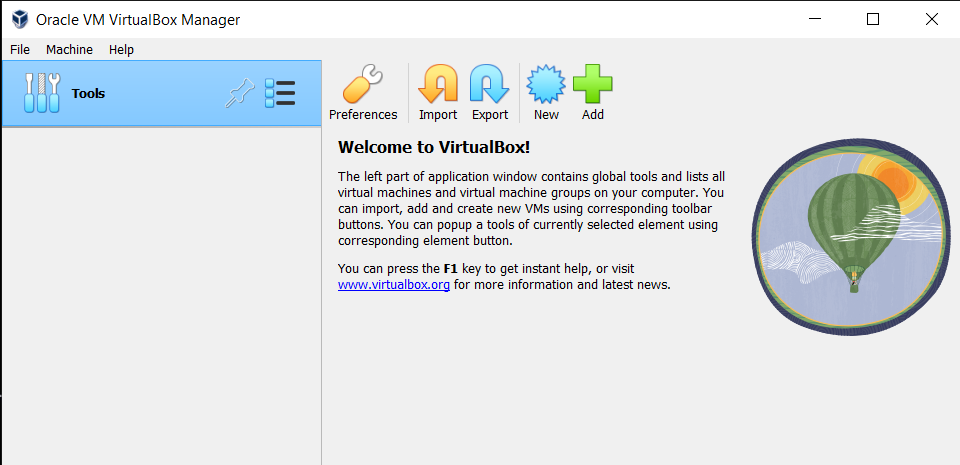 Oracle VM VirtualBox Manager
File Machine Help
Tools
Preferences Import Export New Add
Welcome to VirtualBox!
The left part of application window contains global tools and lists all
virtual machines and virtual machine groups on your computer. You
can import, add and create new VMs using corresponding toolbar
buttons. You can popup a tools of currently selected element using
corresponding element button.
You can press the F1 key to get instant help, or visit
www.virtualbox.org for more information and latest news.